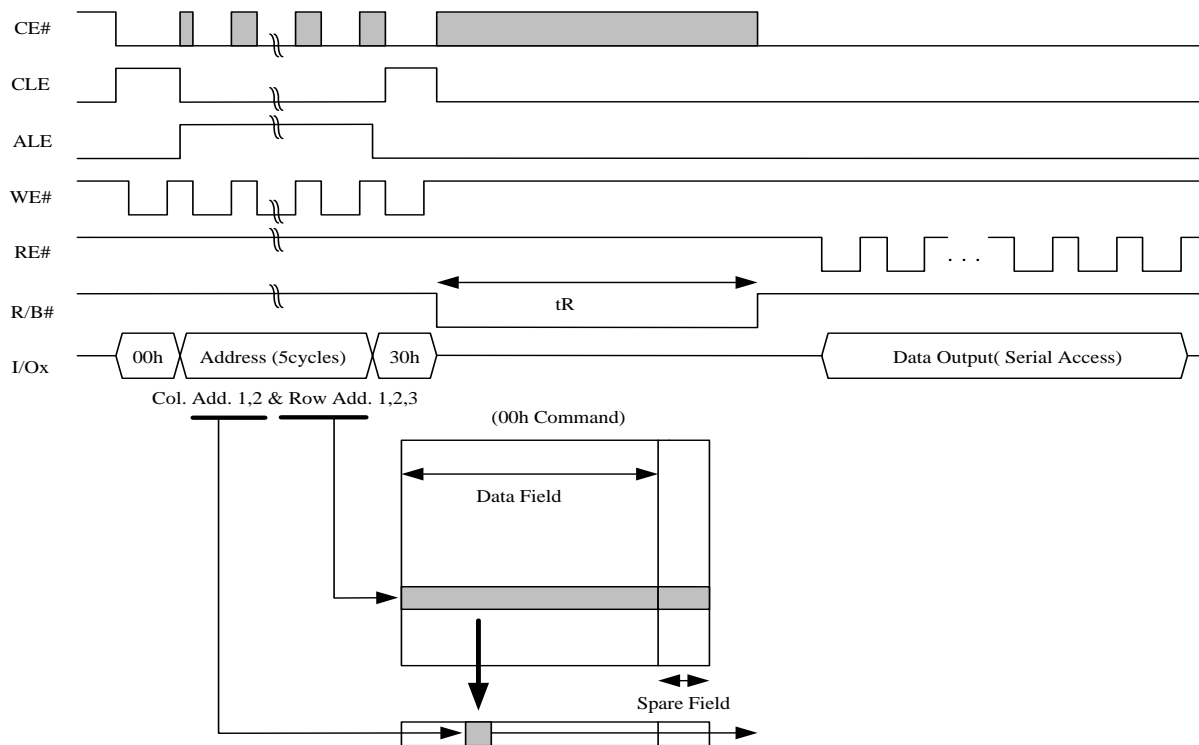 CE#
CLE
ALE
WE#
RE#
. . .
R/B#
tR
I/Ox
00h
Address (5cycles)
30h
Data Output( Serial Access)
Col. Add. 1,2 & Row Add. 1,2,3
(00h Command)
Data Field
Spare Field